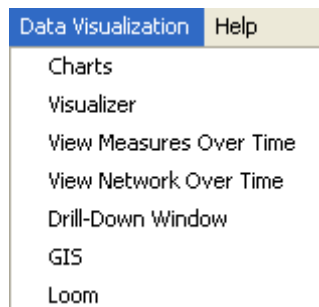 Data Visualization Help
Charts
Visualizer
View Measures Over Time
View Network Over Time
Drill-Down Window
GIS
Loom